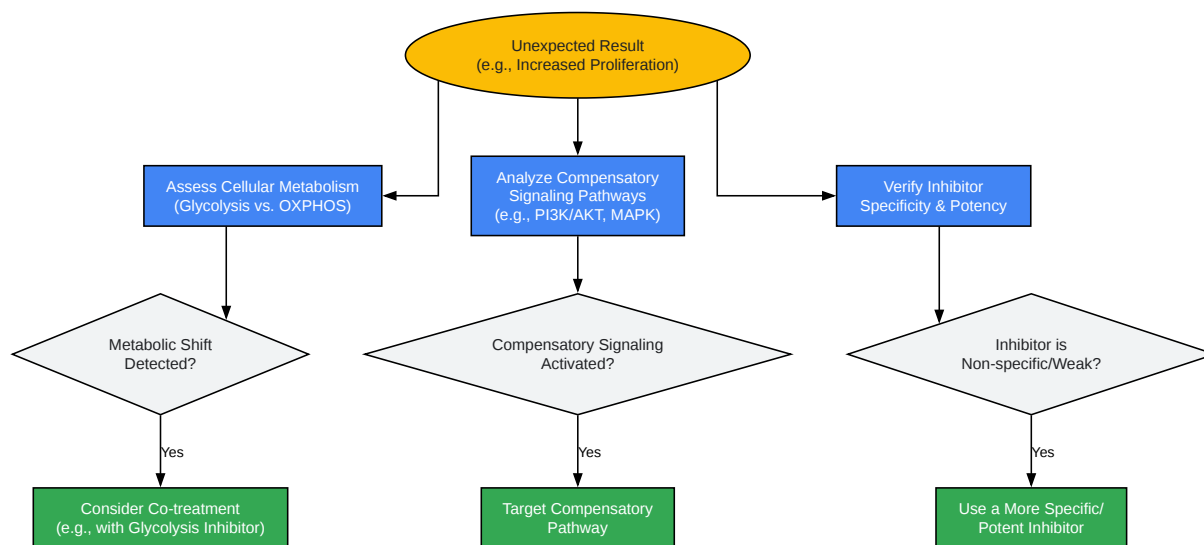 Unexpected Result
(e.g., Increased Proliferation)
Assess Cellular Metabolism
(Glycolysis vs. OXPHOS)
Analyze Compensatory
Signaling Pathways
(e.g., PI3K/AKT, MAPK)
Verify Inhibitor
Specificity & Potency
Metabolic Shift
Detected?
Compensatory Signaling
Activated?
Inhibitor is
Non-specific/Weak?
Yes
Yes
Yes
Consider Co-treatment
(e.g., with Glycolysis Inhibitor)
Target Compensatory
Pathway
Use a More Specific/
Potent Inhibitor